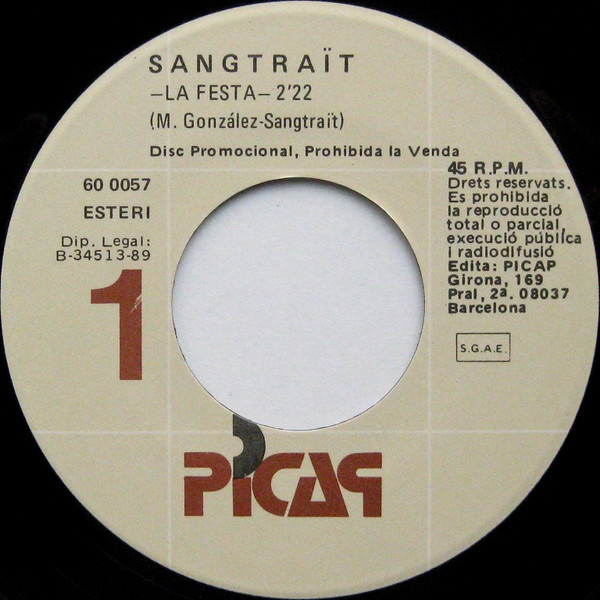 SANGTRAÏT
—LA FESTA— 2'22
(M. González-Sangtraït)
Disc Promocional, Prohibida la Venda
60 0057
ESTERI
Dip. Legal:
B-34513-89
1
45 R.P.M.
Drets reservats.
Es prohibida
la reproducció
total o parcial,
execució pública
i radiodifusió
Edita: PICAP
Girona, 169
Pral, 2ª. 08037
Barcelona
S.G.A.E.
PICAP